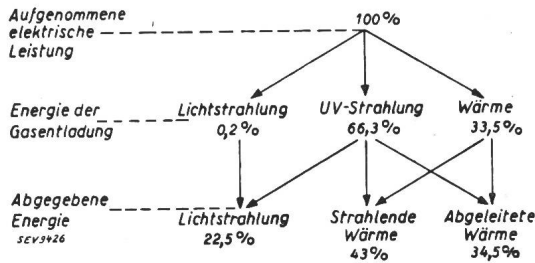 Aufgenommene
elektrische
Leistung
100%
Energie der
Gasentladung
Lichtstrahlung
0,2%
UV-Strahlung
66,3%
Wärme
33,5%
Abgegebene
Energie
SEV9426
Lichtstrahlung
22,5%
Strahlende
Wärme
43%
Abgeleitete
Wärme
34,5%